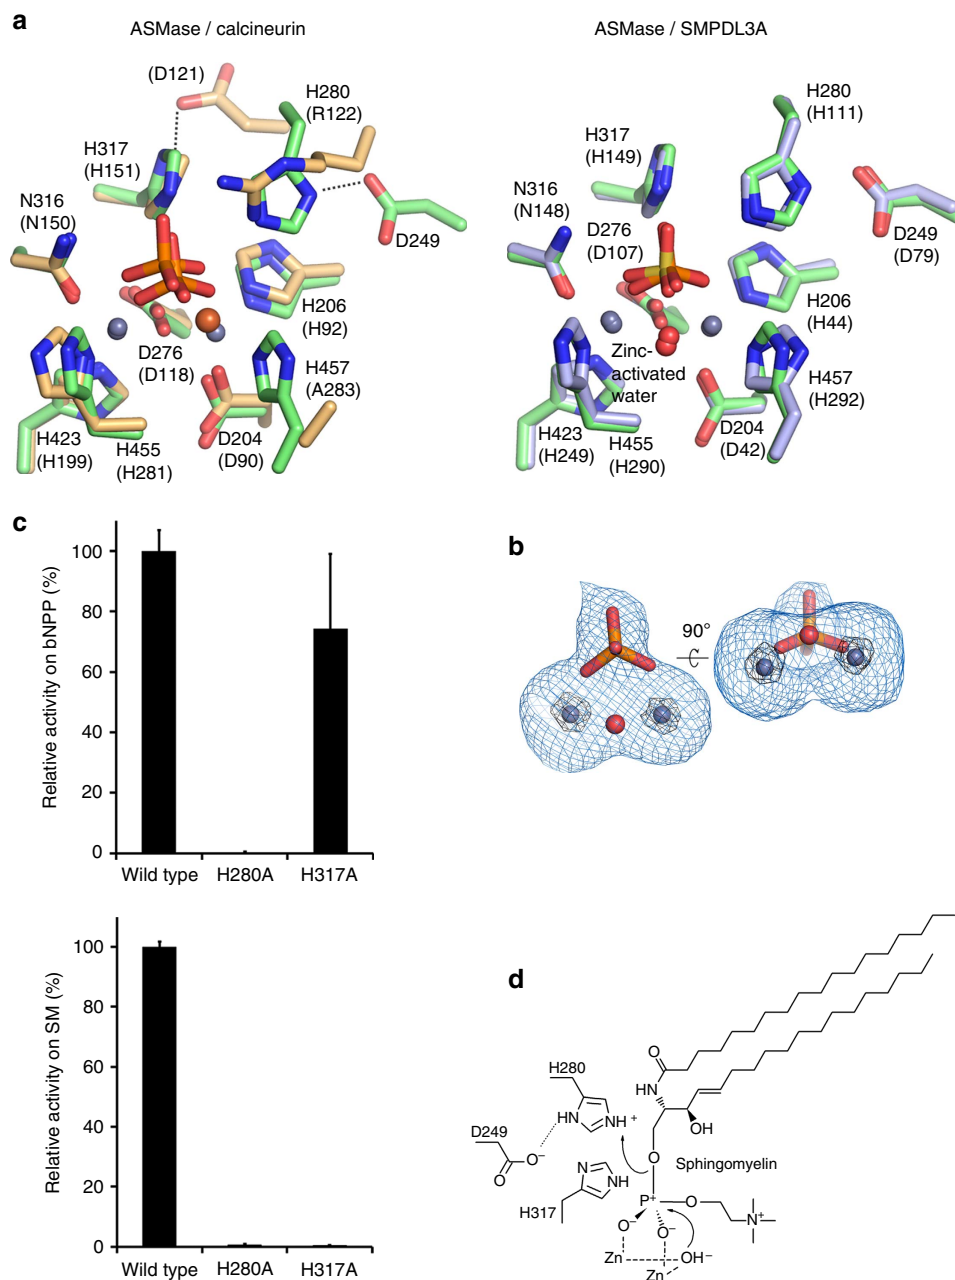 a
ASMase / calcineurin
(D121)
H280
(R122)
H317
(H151)
N316
(N150)
D249
H206
(H92)
D276
(D118)
H457
(A283)
H423
(H199)
H455
(H281)
D204
(D90)
ASMase / SMPDL3A
H280
(H111)
H317
(H149)
N316
(N148)
D276
(D107)
D249
(D79)
H206
(H44)
Zinc-
activated
water
H457
(H292)
H423
(H249)
H455
(H290)
D204
(D42)
c
Relative activity on bNPP (%)
100
80
60
40
20
0
Wild type
H280A
H317A
b
90°
Relative activity on SM (%)
100
80
60
40
20
0
Wild type
H280A
H317A
d
O
H280
HN
HN
NH +
OH
D249
O
O−
O
Sphingomyelin
N
NH
H317
P+
O
N+
O−
O−
Zn
OH−
Zn